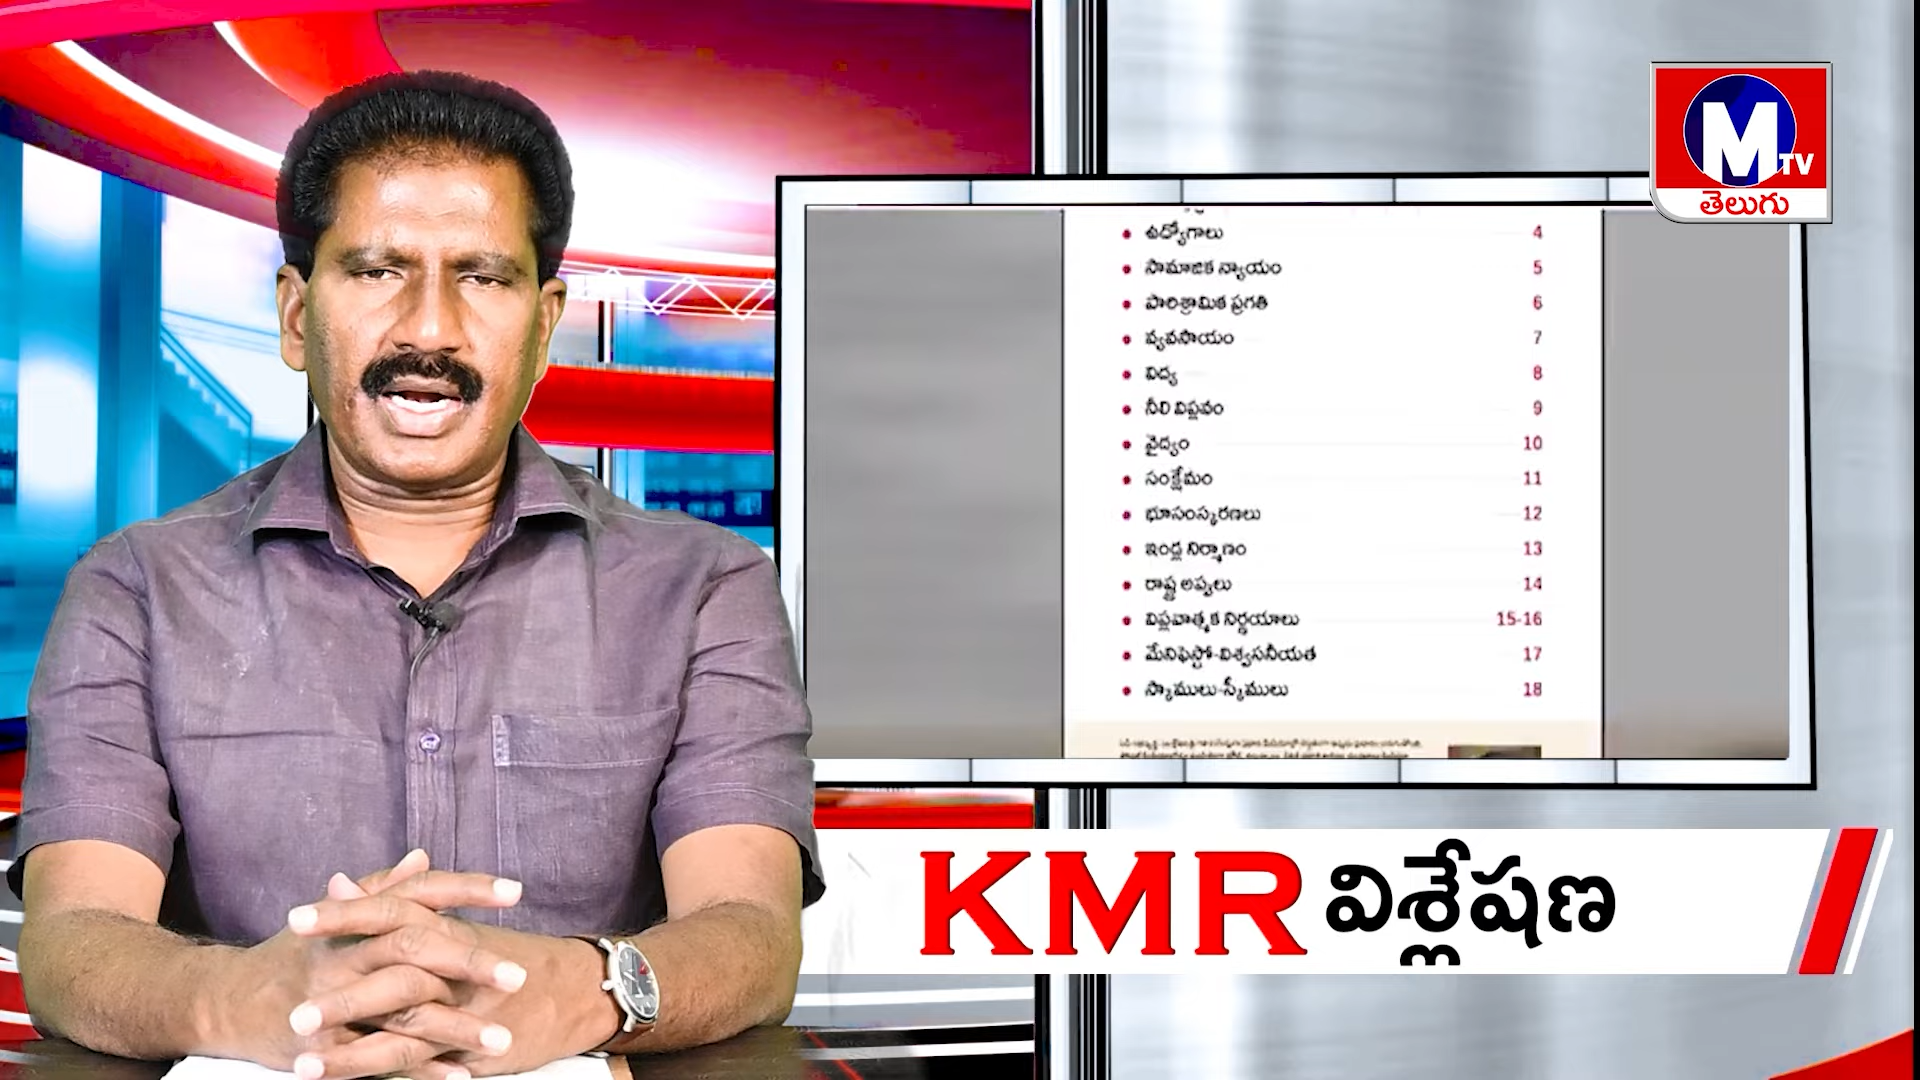 M TV
తెలుగు
ఉద్యోగాలు 4
సామాజిక న్యాయం 5
పారిశ్రామిక ప్రగతి 6
వ్యవసాయం 7
విద్య 8
నీలి విప్లవం 9
వైద్యం 10
సంక్షేమం 11
భూసంస్కరణలు 12
ఇండ్ల నిర్మాణం 13
రాష్ట్ర అప్పులు 14
విప్లవాత్మక నిర్ణయాలు 15-16
మేనిఫెస్టో-విశ్వసనీయత 17
స్కాములు-స్కీములు 18
KMR విశ్లేషణ